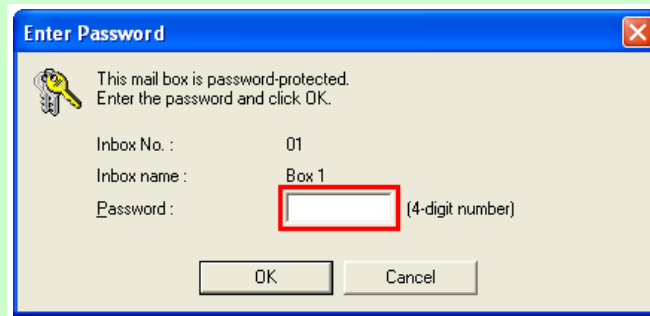 Enter Password
This mail box is password-protected.
Enter the password and click OK.
Inbox No. : 01
Inbox name : Box 1
Password : (4-digit number)
OK Cancel